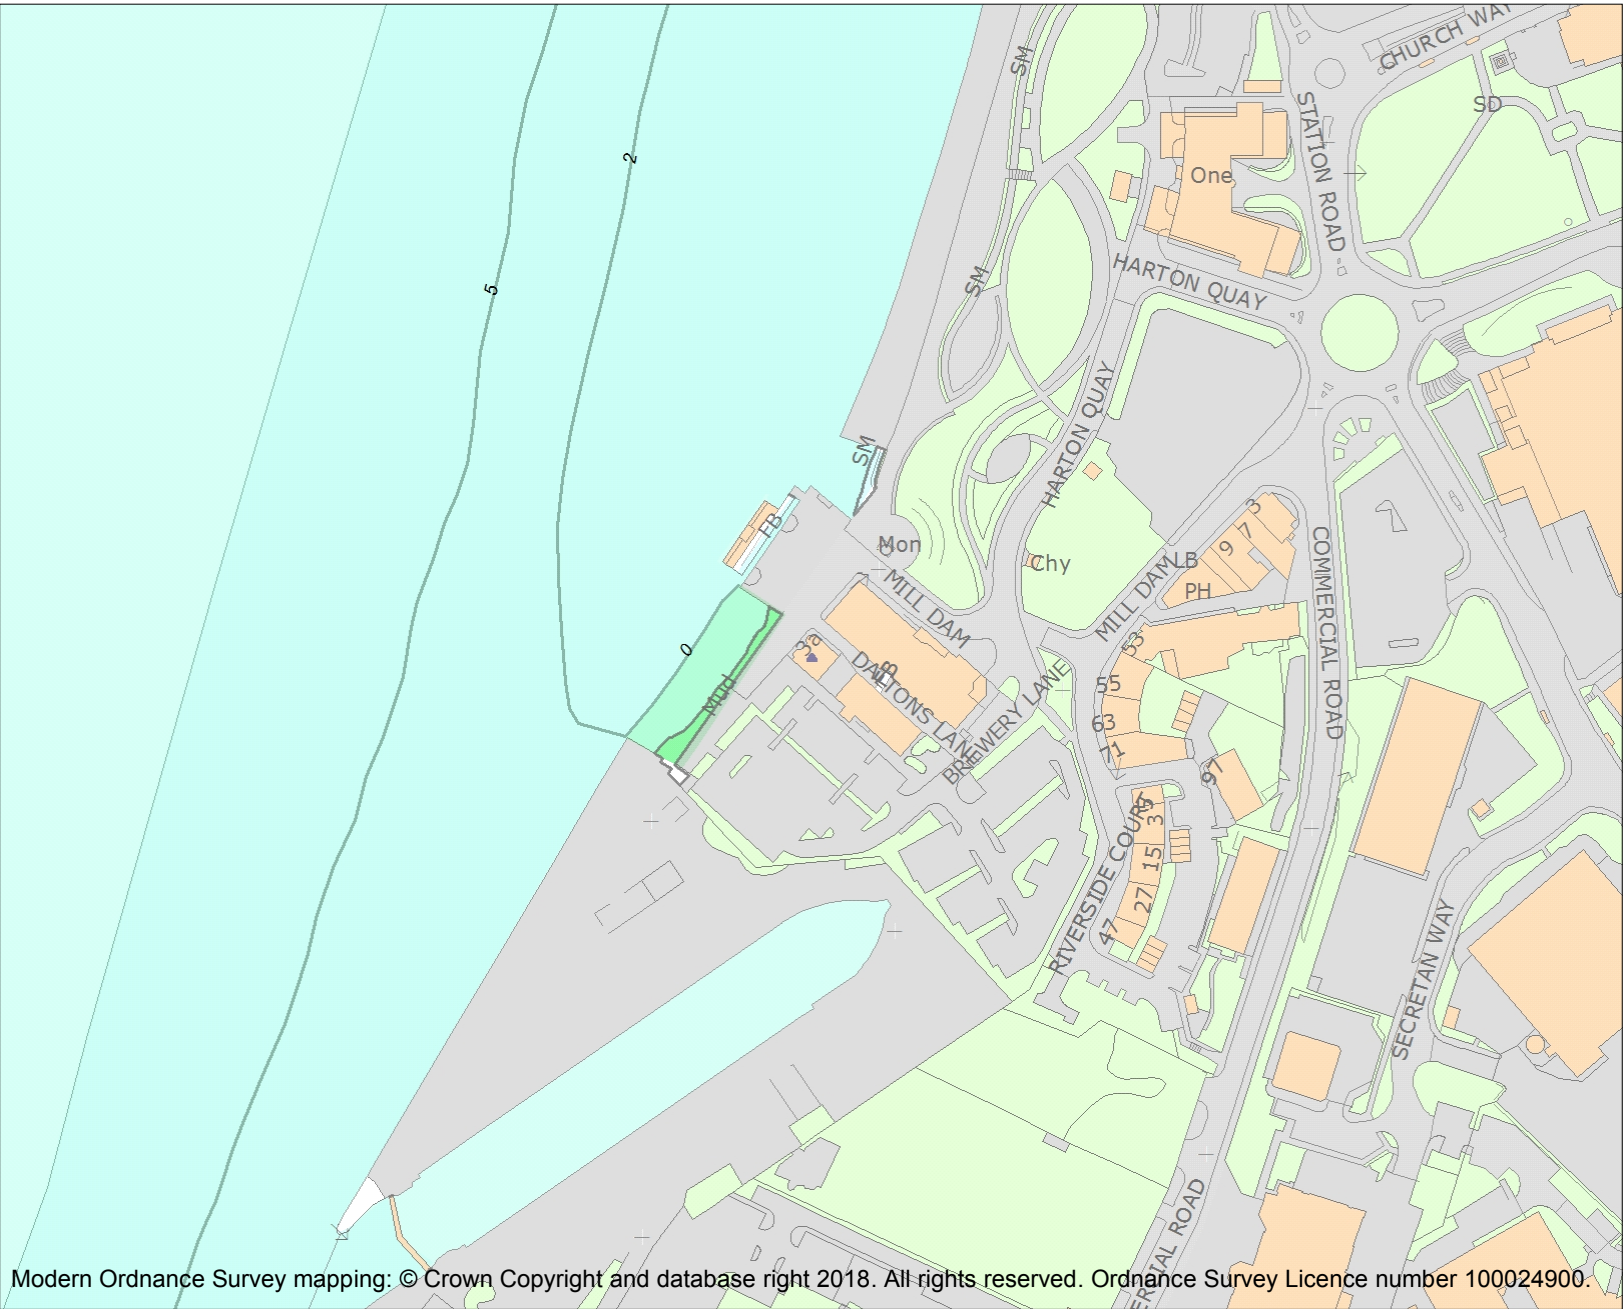 CHURCH WAY
SM
SD
STATION ROAD
2
One
SM
HARTON QUAY
5
HARTON QUAY
SM
3
7
FB
9
Mon
LB
Chy
PH
MILL DAM
MILL DAM
COMMERCIAL ROAD
0
3a
53
Mud
DALTONS LANE
55
BREWERY LANE
63
71
97
3
15
27
47
RIVERSIDE COURT
SECRETAN WAY
ERCIAL ROAD
Modern Ordnance Survey mapping: © Crown Copyright and database right 2018. All rights reserved. Ordnance Survey Licence number 100024900.